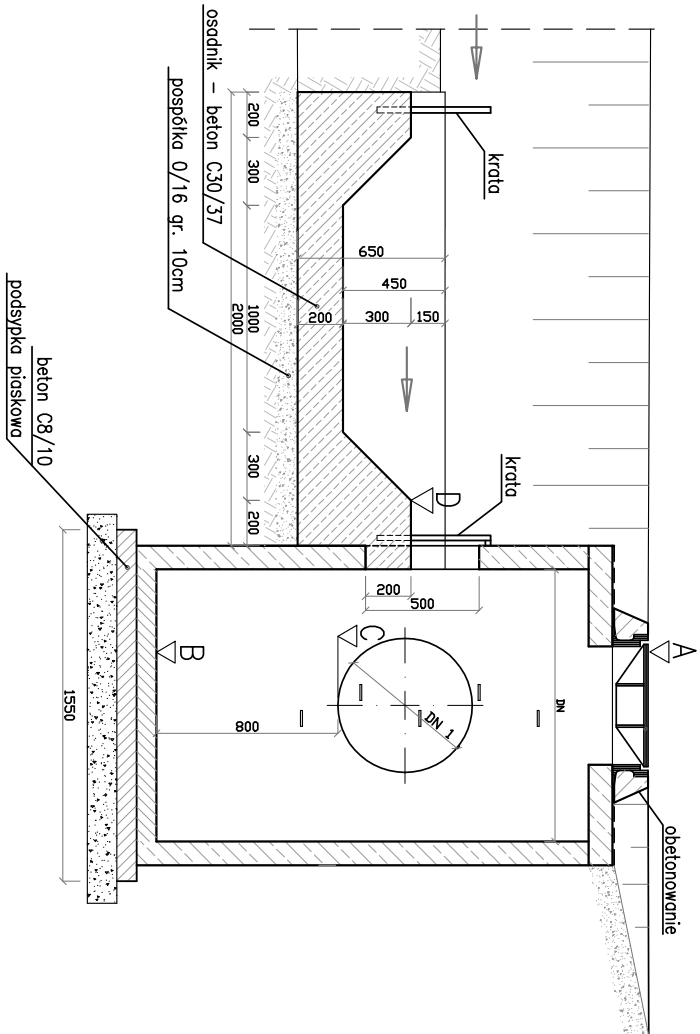 A
obetonowanie
krata
krata
650
450
200
300
150
D
200
500
DN
C
DN 1
800
B
200
300
1000
300
200
2000
1550
osadnik – beton C30/37
pospółka 0/16 gr. 10cm
beton C8/10
podsypka piaskowa